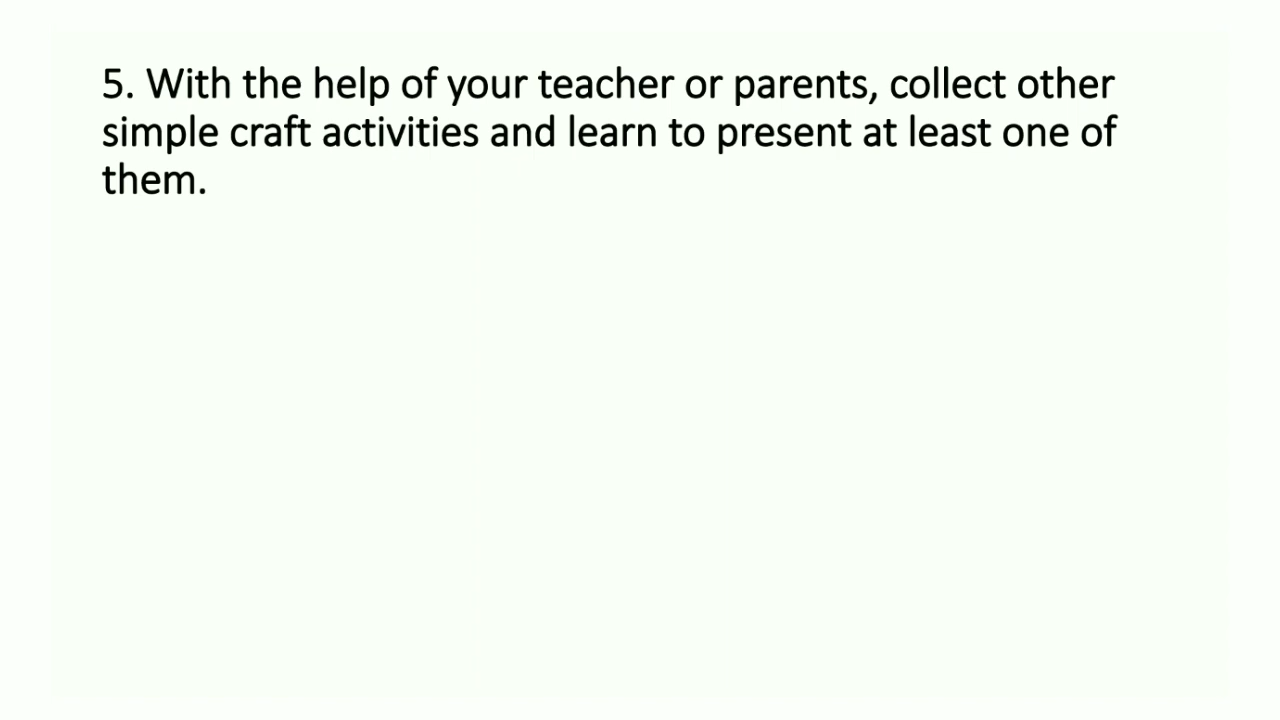 5. With the help of your teacher or parents, collect other
simple craft activities and learn to present at least one of
them.